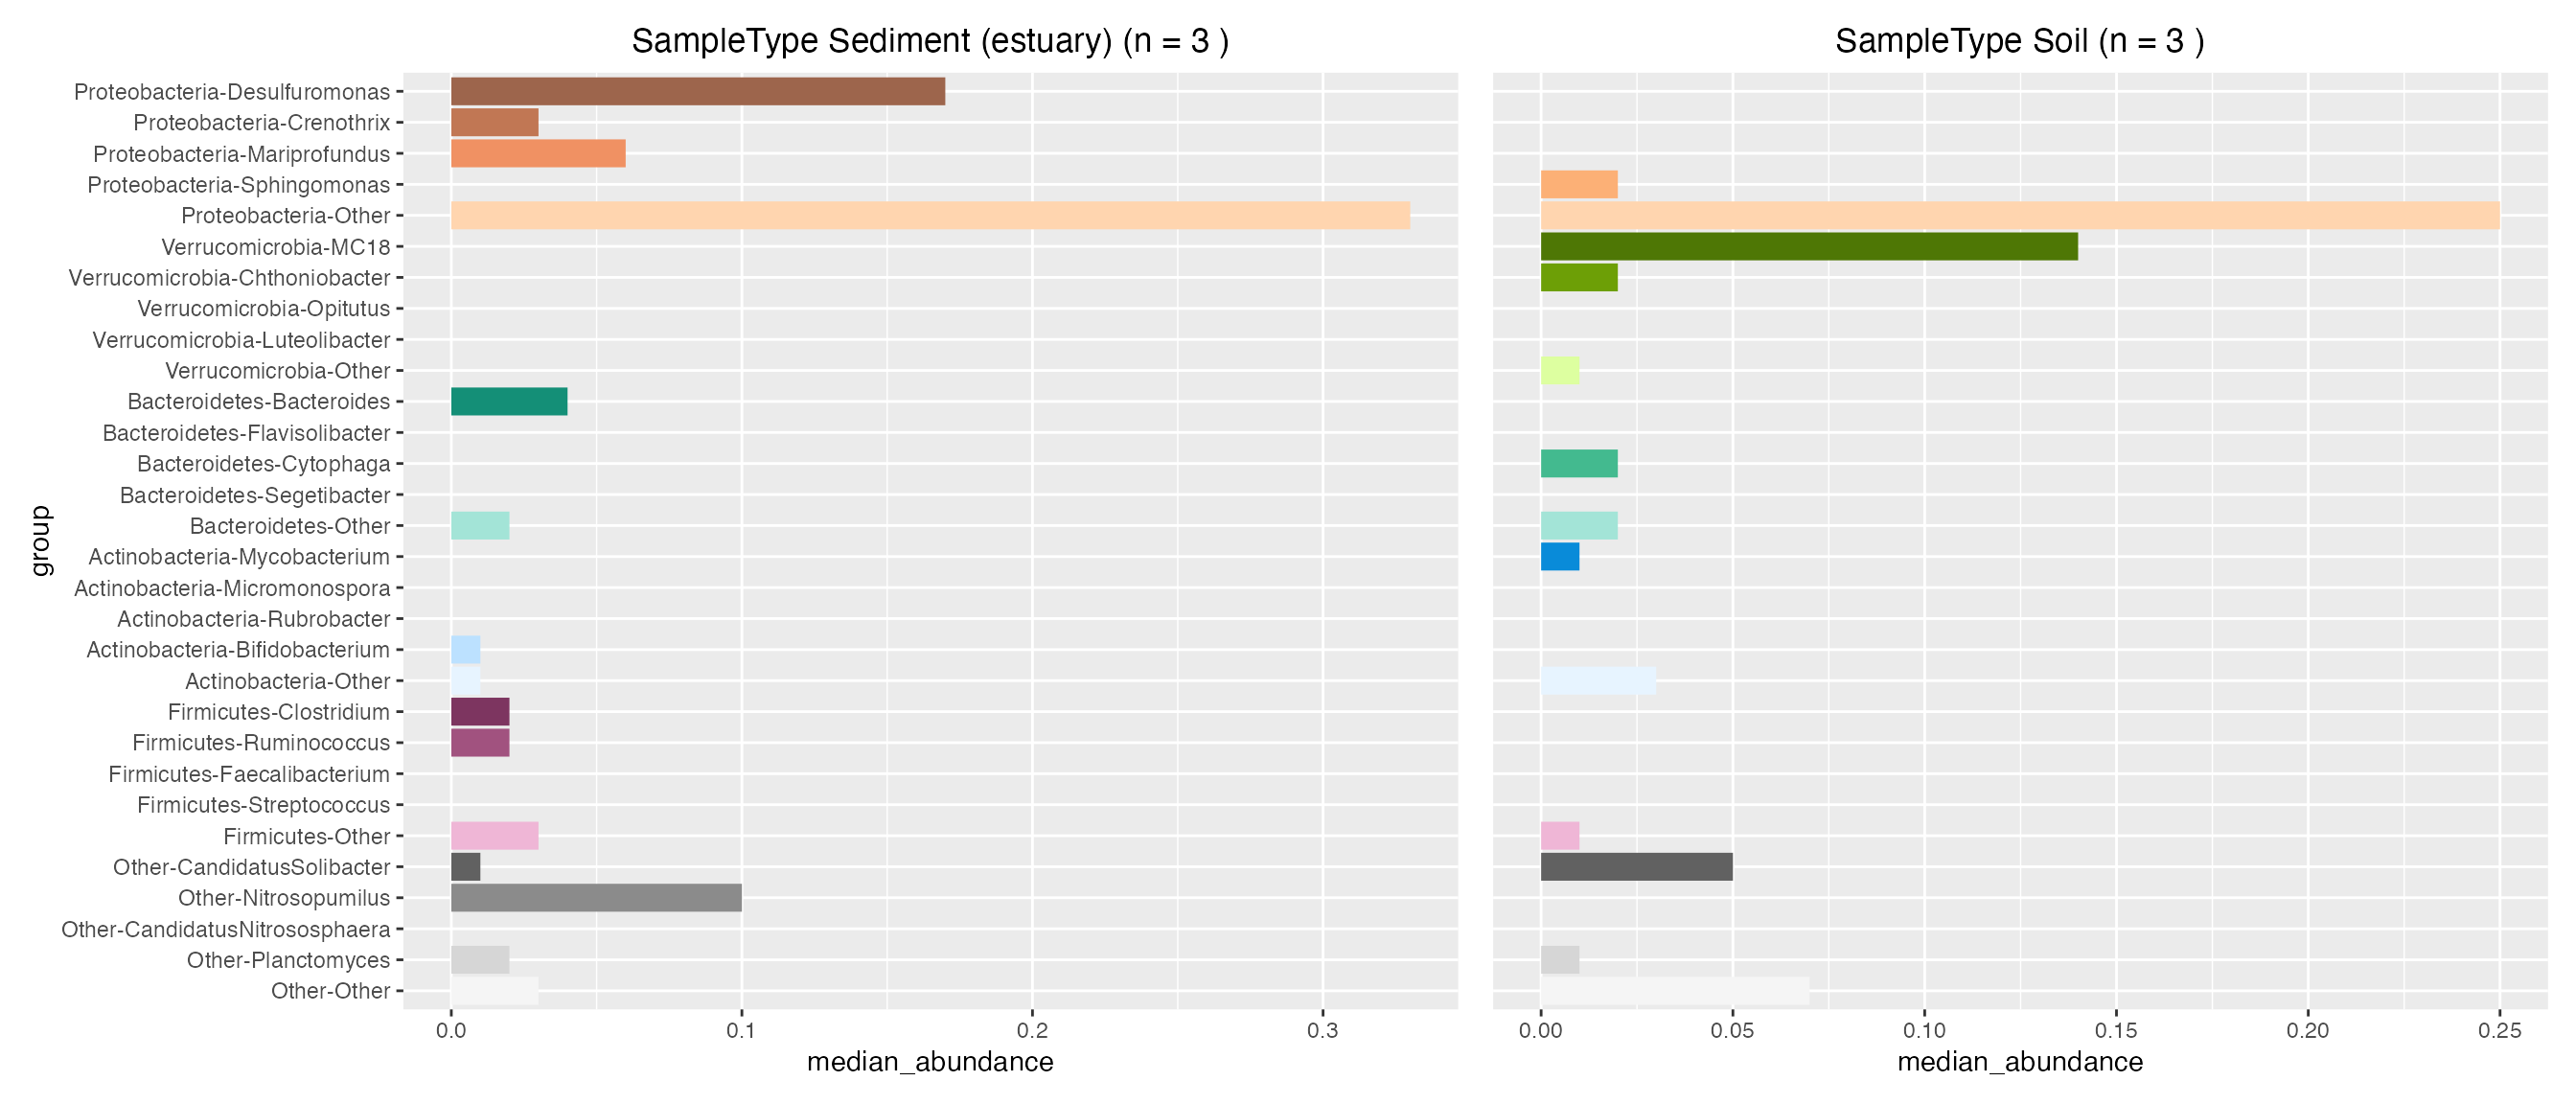 SampleType Sediment (estuary) (n = 3 )
SampleType Soil (n = 3 )
group
Proteobacteria-Desulfuromonas
Proteobacteria-Crenothrix
Proteobacteria-Mariprofundus
Proteobacteria-Sphingomonas
Proteobacteria-Other
Verrucomicrobia-MC18
Verrucomicrobia-Chthoniobacter
Verrucomicrobia-Opitutus
Verrucomicrobia-Luteolibacter
Verrucomicrobia-Other
Bacteroidetes-Bacteroides
Bacteroidetes-Flavisolibacter
Bacteroidetes-Cytophaga
Bacteroidetes-Segetibacter
Bacteroidetes-Other
Actinobacteria-Mycobacterium
Actinobacteria-Micromonospora
Actinobacteria-Rubrobacter
Actinobacteria-Bifidobacterium
Actinobacteria-Other
Firmicutes-Clostridium
Firmicutes-Ruminococcus
Firmicutes-Faecalibacterium
Firmicutes-Streptococcus
Firmicutes-Other
Other-CandidatusSolibacter
Other-Nitrosopumilus
Other-CandidatusNitrososphaera
Other-Planctomyces
Other-Other
0.0 0.1 0.2 0.3
0.00 0.05 0.10 0.15 0.20 0.25
median_abundance
median_abundance